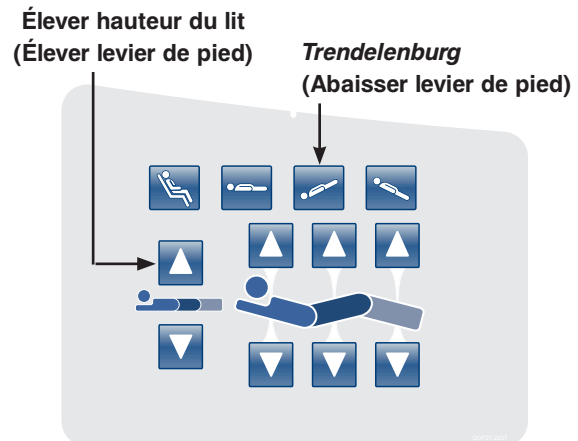 Élever hauteur du lit
(Élever levier de pied)
Trendelenburg
(Abaisser levier de pied)